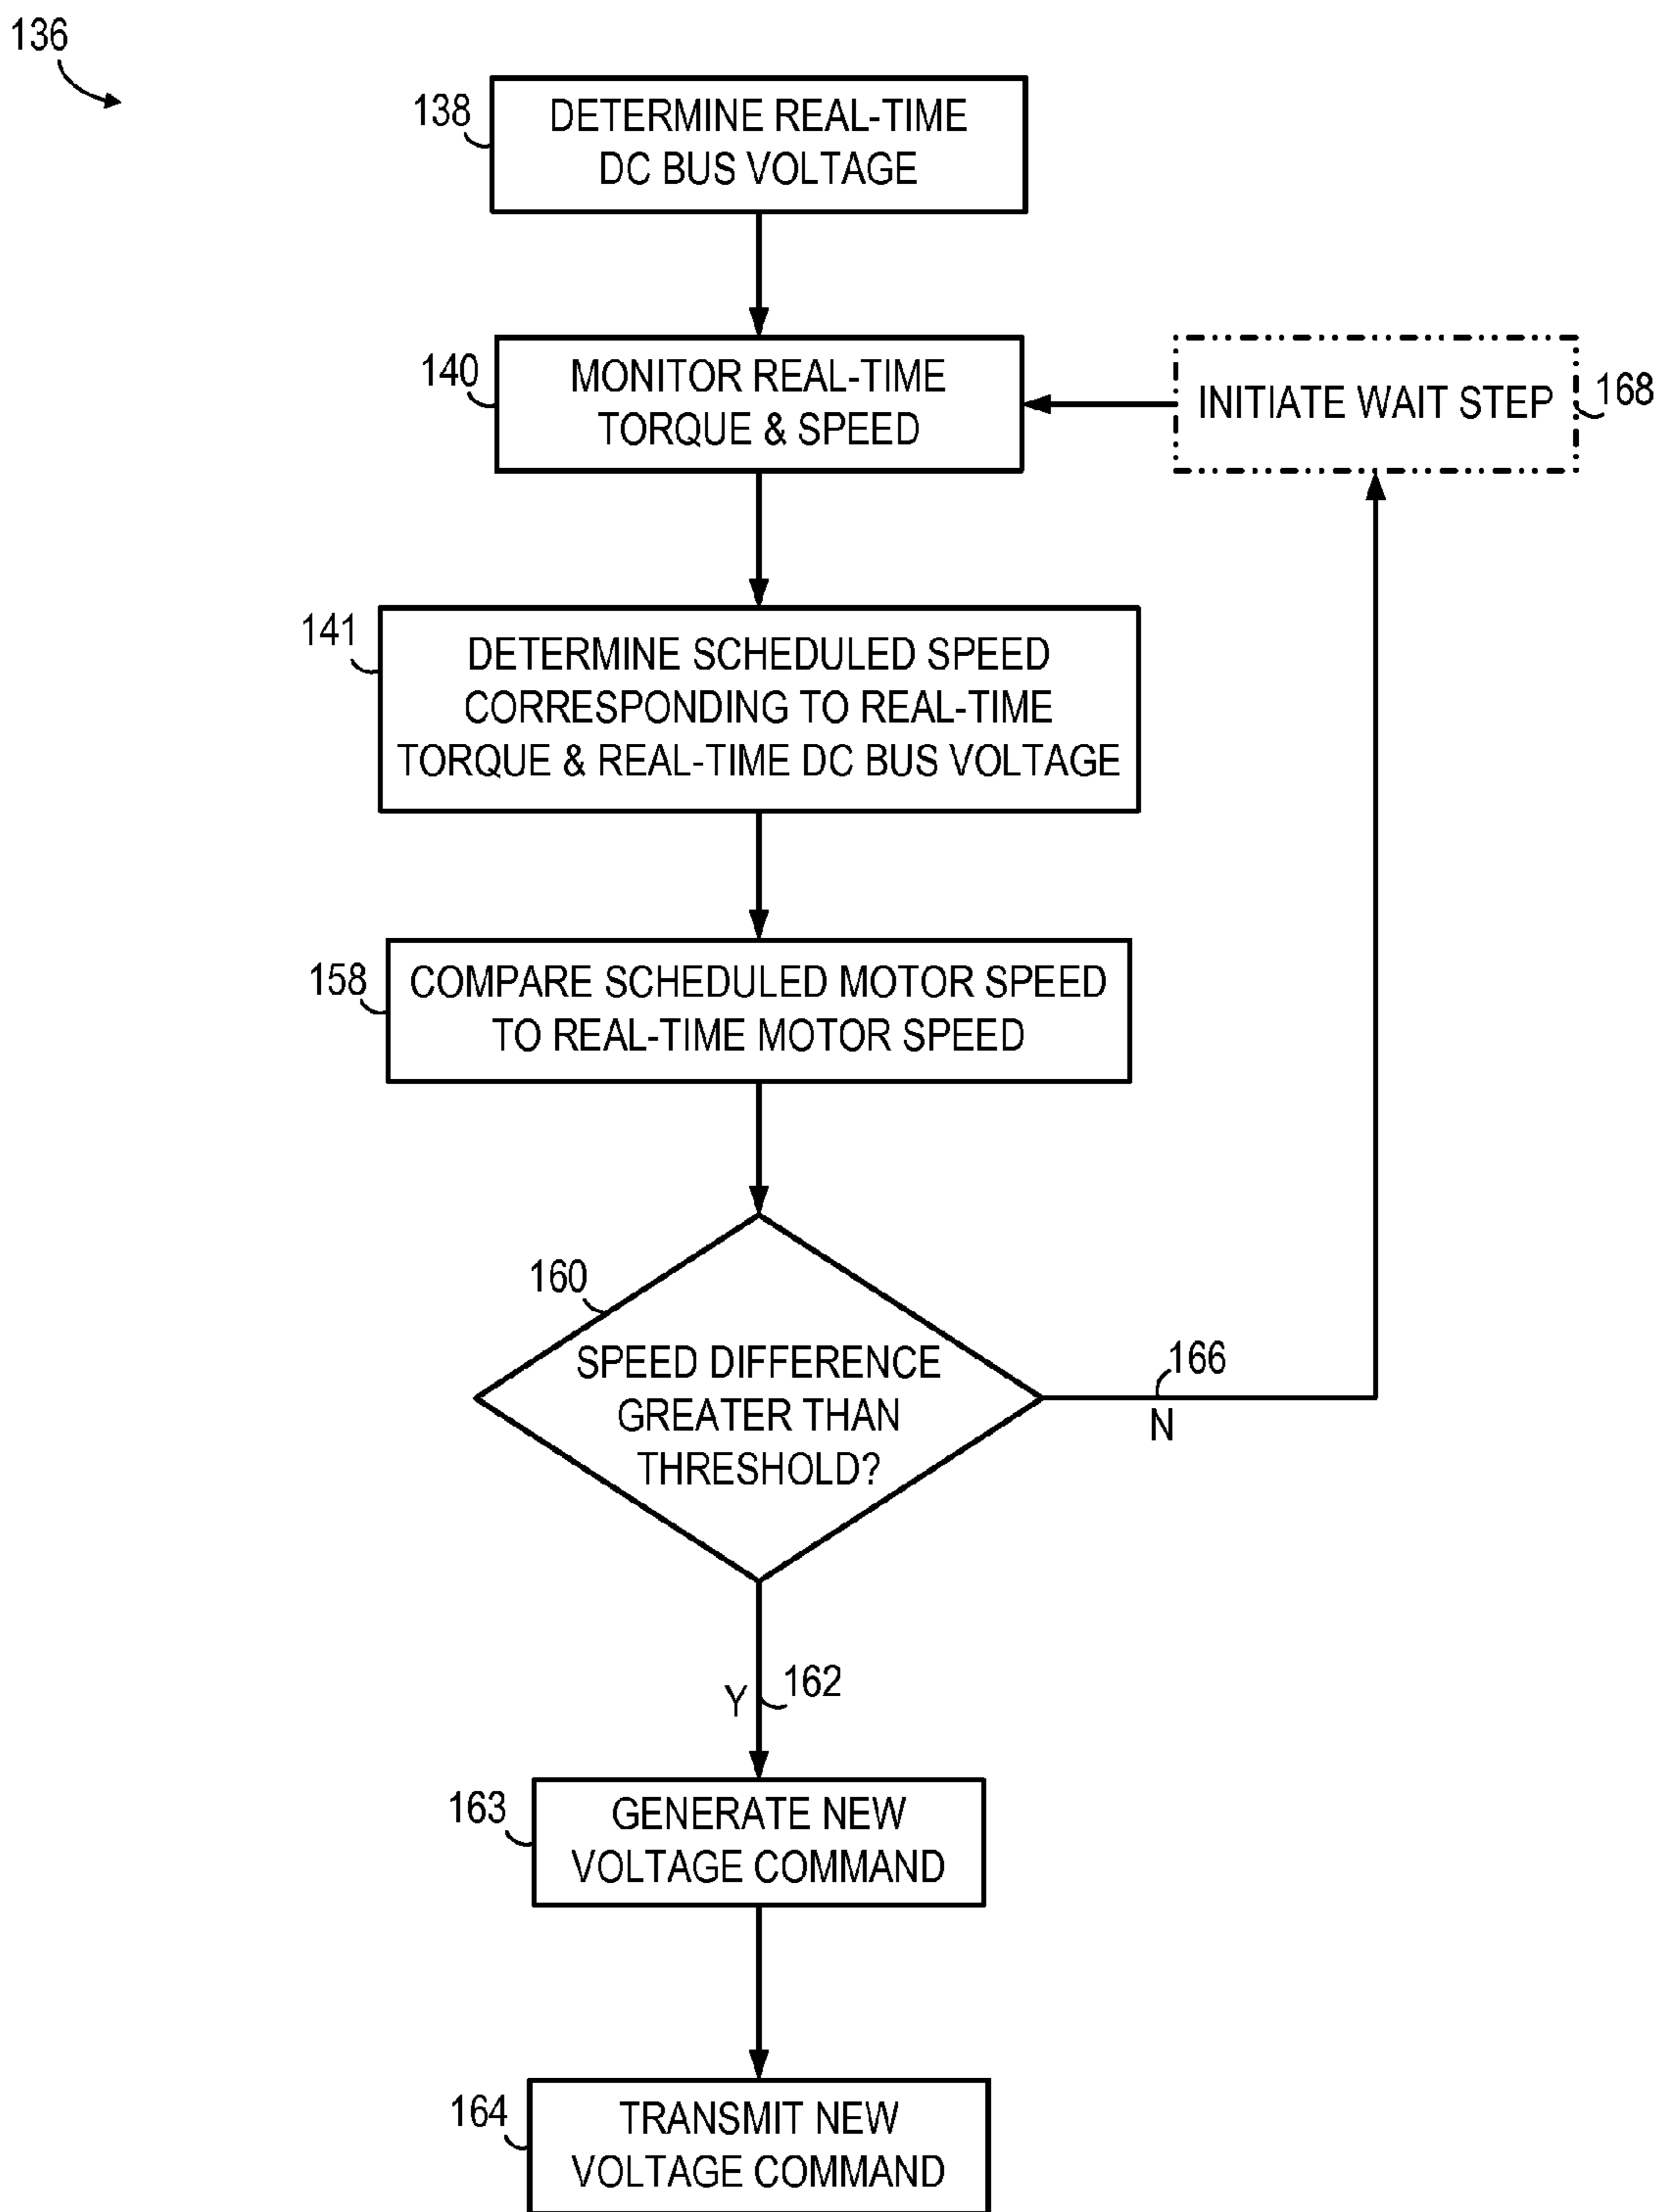 136
138
DETERMINE REAL-TIME
DC BUS VOLTAGE
140
MONITOR REAL-TIME
TORQUE & SPEED
INITIATE WAIT STEP
168
141
DETERMINE SCHEDULED SPEED
CORRESPONDING TO REAL-TIME
TORQUE & REAL-TIME DC BUS VOLTAGE
158
COMPARE SCHEDULED MOTOR SPEED
TO REAL-TIME MOTOR SPEED
160
SPEED DIFFERENCE
GREATER THAN
THRESHOLD?
166
N
162
Y
163
GENERATE NEW
VOLTAGE COMMAND
164
TRANSMIT NEW
VOLTAGE COMMAND